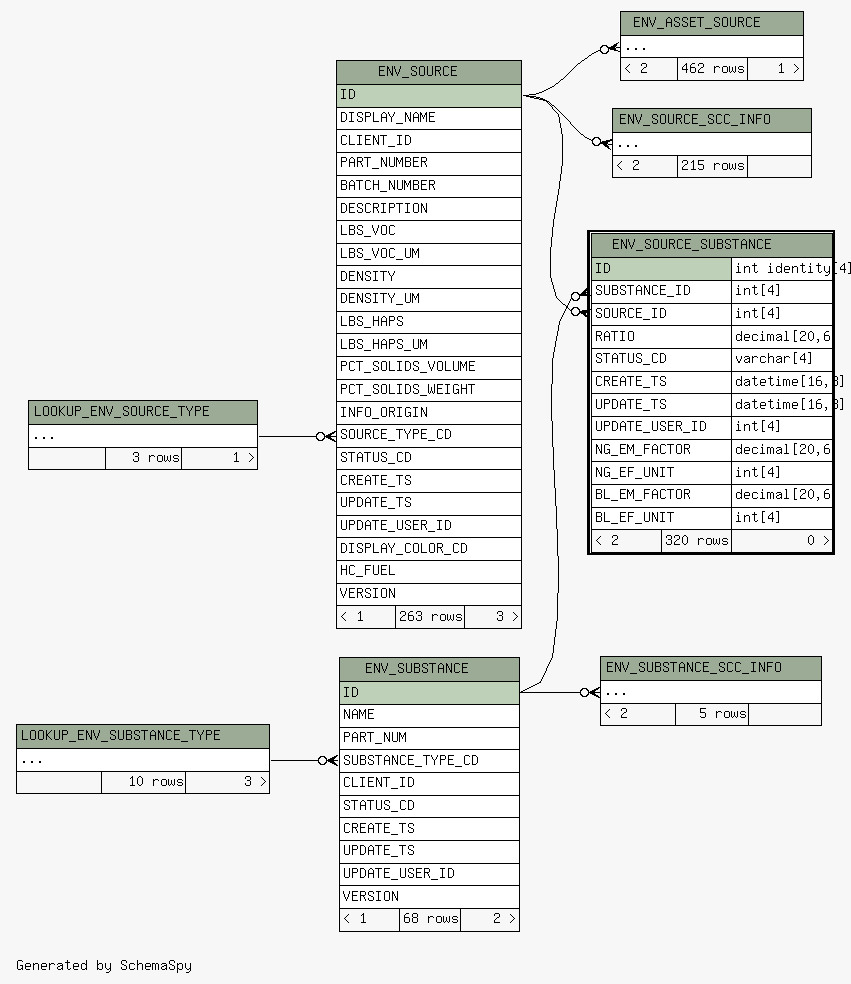 ENV_ASSET_SOURCE
...
< 2 462 rows 1 >
ENV_SOURCE
ID
DISPLAY_NAME
CLIENT_ID
PART_NUMBER
BATCH_NUMBER
DESCRIPTION
LBS_VOC
LBS_VOC_UM
DENSITY
DENSITY_UM
LBS_HAPS
LBS_HAPS_UM
PCT_SOLIDS_VOLUME
PCT_SOLIDS_WEIGHT
INFO_ORIGIN
SOURCE_TYPE_CD
STATUS_CD
CREATE_TS
UPDATE_TS
UPDATE_USER_ID
DISPLAY_COLOR_CD
HC_FUEL
VERSION
< 1 263 rows 3 >
ENV_SOURCE_SCC_INFO
...
< 2 215 rows
ENV_SOURCE_SUBSTANCE
ID int identity[4]
SUBSTANCE_ID int[4]
SOURCE_ID int[4]
RATIO decimal[20,6
STATUS_CD varchar[4]
CREATE_TS datetime[16,3]
UPDATE_TS datetime[16,3]
UPDATE_USER_ID int[4]
NG_EM_FACTOR decimal[20,6
NG_EF_UNIT int[4]
BL_EM_FACTOR decimal[20,6
BL_EF_UNIT int[4]
< 2 320 rows 0 >
LOOKUP_ENV_SOURCE_TYPE
...
3 rows 1 >
ENV_SUBSTANCE
ID
NAME
PART_NUM
SUBSTANCE_TYPE_CD
CLIENT_ID
STATUS_CD
CREATE_TS
UPDATE_TS
UPDATE_USER_ID
VERSION
< 1 68 rows 2 >
ENV_SUBSTANCE_SCC_INFO
...
< 2 5 rows
LOOKUP_ENV_SUBSTANCE_TYPE
...
10 rows 3 >
Generated by SchemaSpy